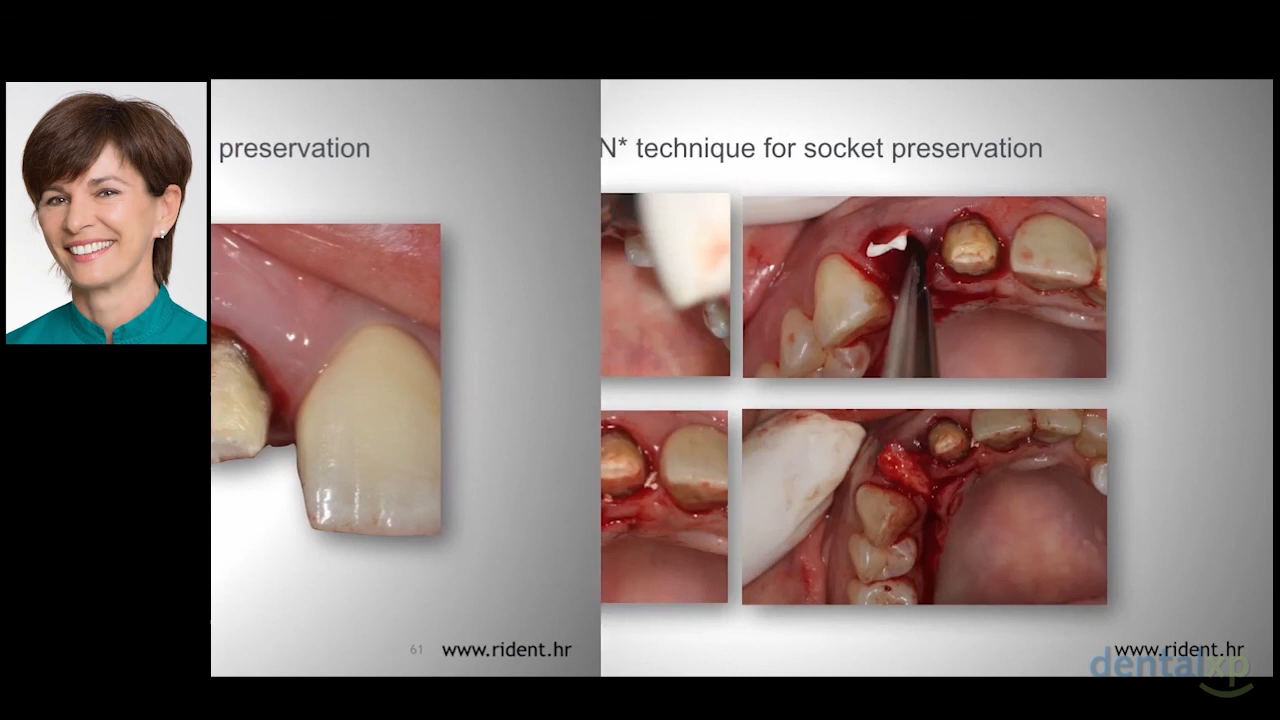 preservation
N* technique for socket preservation
61 www.rident.hr
www.rident.hr
dentalxp